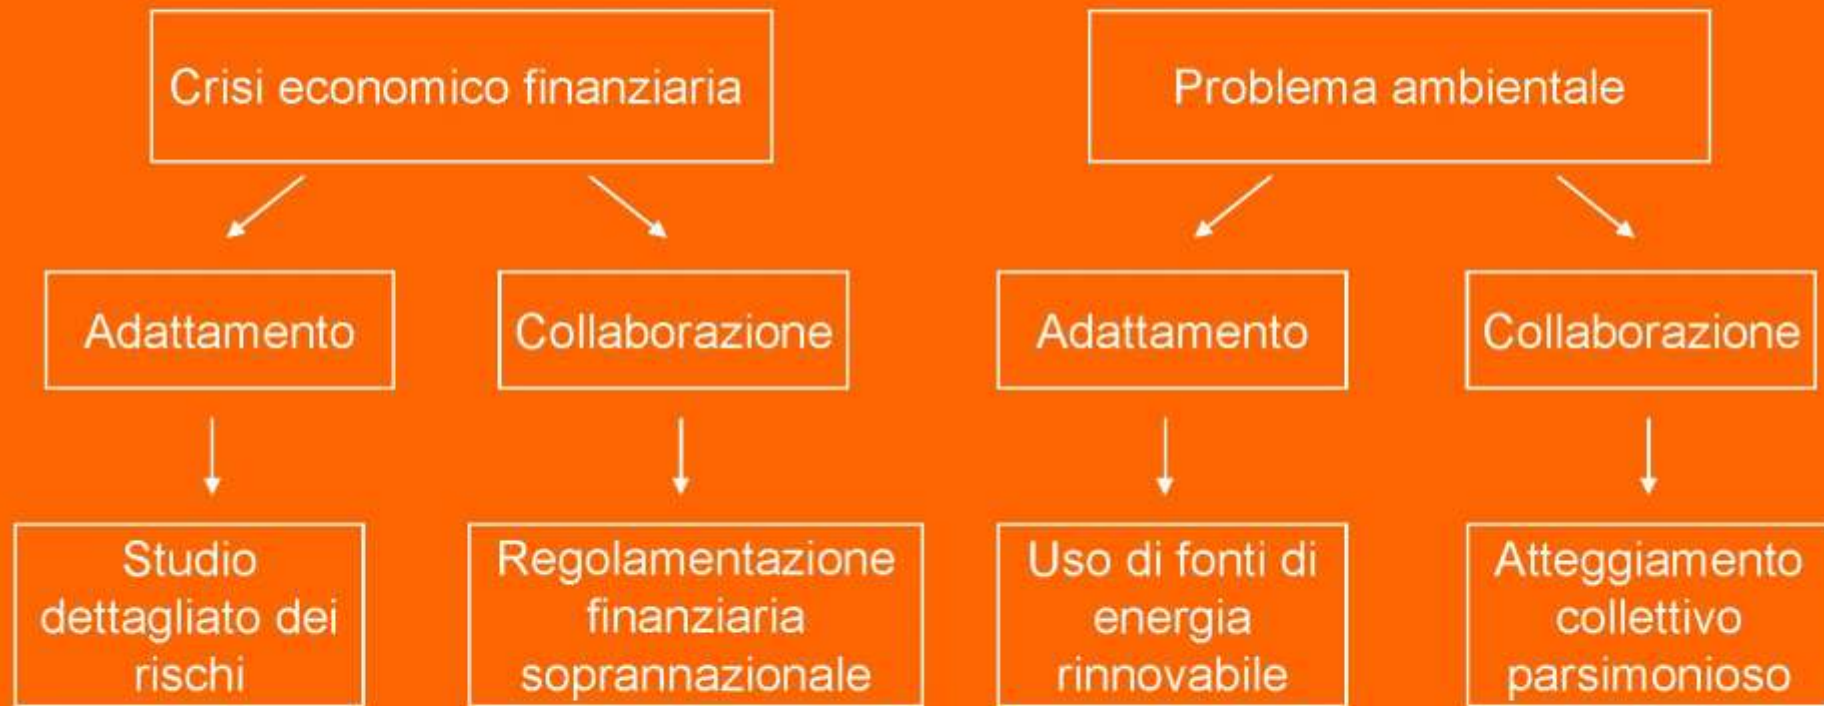 Crisi economico finanziaria
Problema ambientale
Adattamento
Collaborazione
Adattamento
Collaborazione
Studio
dettagliato dei
rischi
Regolamentazione
finanziaria
soprannazionale
Uso di fonti di
energia
rinnovabile
Atteggiamento
collettivo
parsimonioso